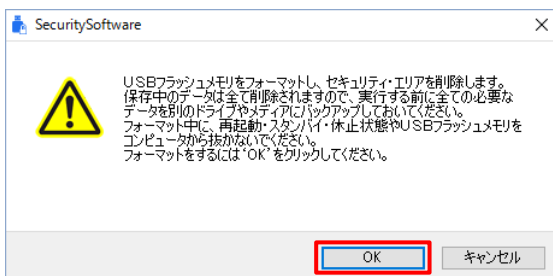 SecuritySoftware
USBフラッシュメモリをフォーマットし、セキュリティ・エリアを削除します。
保存中のデータは全て削除されますので、実行する前に全ての必要な
データを別のドライブやメディアにバックアップしておいてください。
フォーマット中に、再起動・スタンバイ・休止状態やUSBフラッシュメモリを
コンピュータから抜かないでください。
フォーマットをするには‘OK’をクリックしてください。
OK
キャンセル